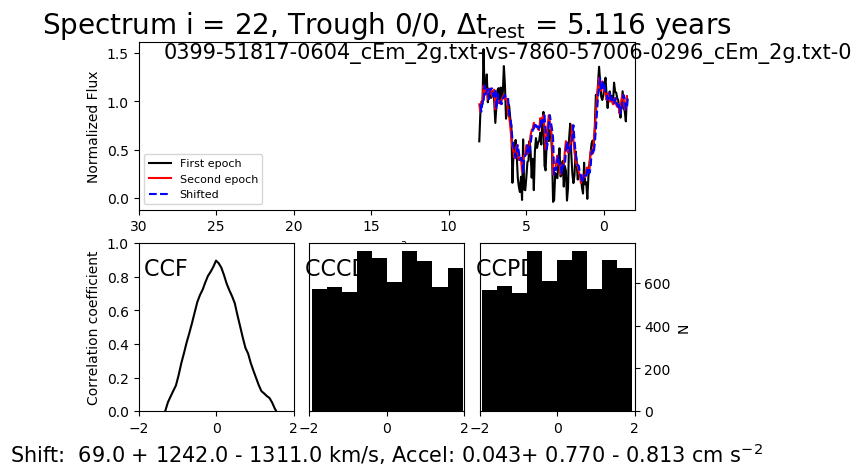 Spectrum i = 22, Trough 0/0, Δt_rest = 5.116 years
0399-51817-0604_cEm_2g.txt-vs-7860-57006-0296_cEm_2g.txt-0
Normalized Flux
1.5
1.0
0.5
0.0
First epoch
Second epoch
Shifted
30 25 20 15 10 5 0
Correlation coefficient
1.0
0.8
0.6
0.4
0.2
0.0
CCF
−2 0 2
CCCD
−2 0 2
CCPD
−2 0 2
600
400
200
0
N
Shift: 69.0 + 1242.0 - 1311.0 km/s, Accel: 0.043+ 0.770 - 0.813 cm s⁻²